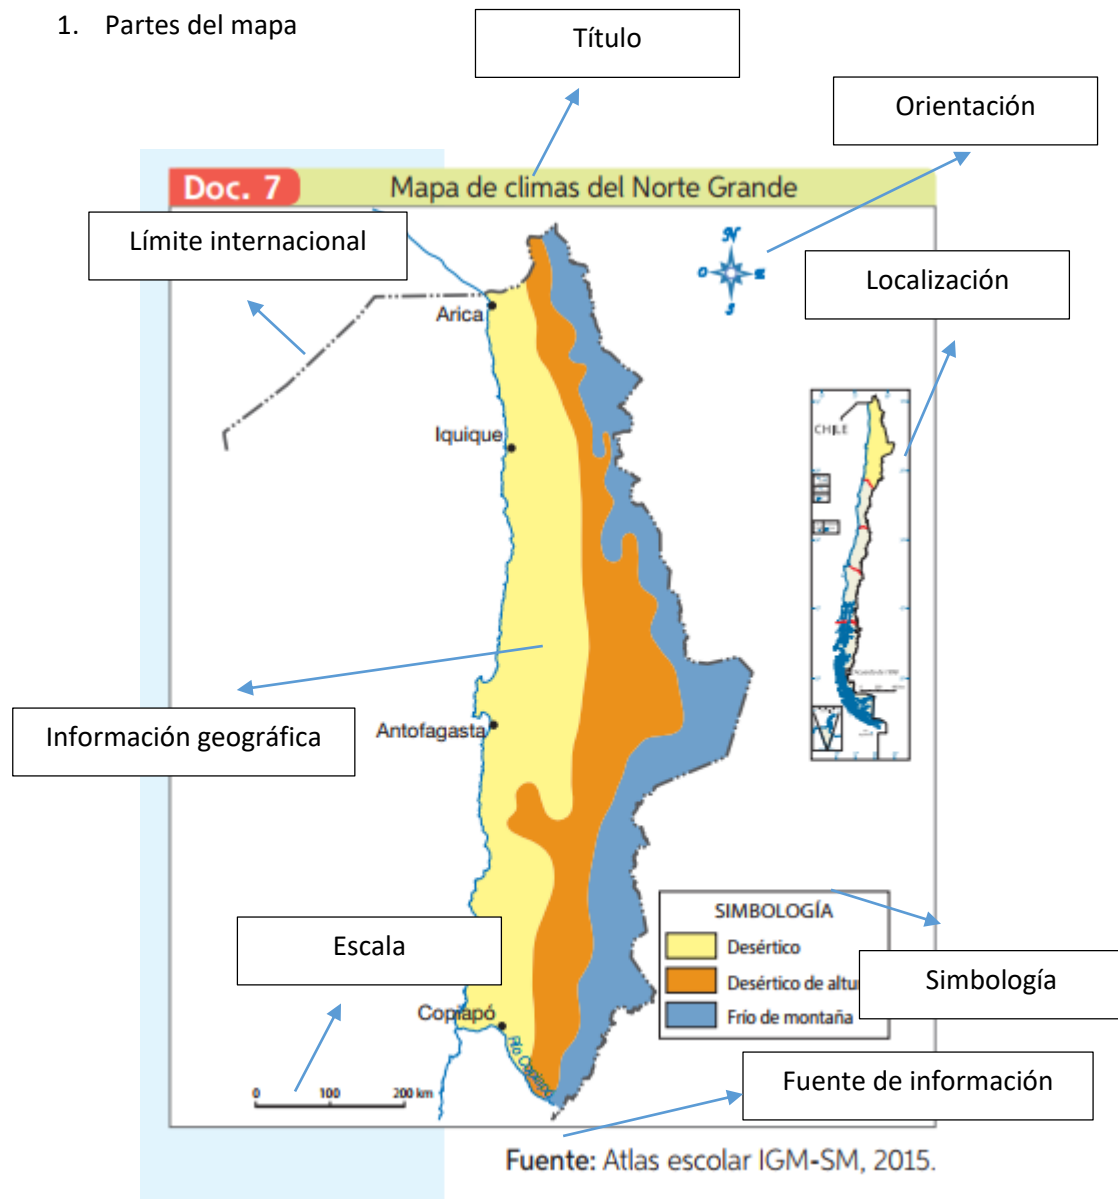 1. Partes del mapa
Título
Orientación
Doc. 7
Mapa de climas del Norte Grande
Límite internacional
N
O
E
S
Localización
Arica
CHILE
Iquique
Información geográfica
Antofagasta
SIMBOLOGÍA
Desértico
Desértico de altu
Frío de montaña
Escala
Simbología
Copiapó
Río Copiapó
0 100 200 km
Fuente de información
Fuente: Atlas escolar IGM-SM, 2015.